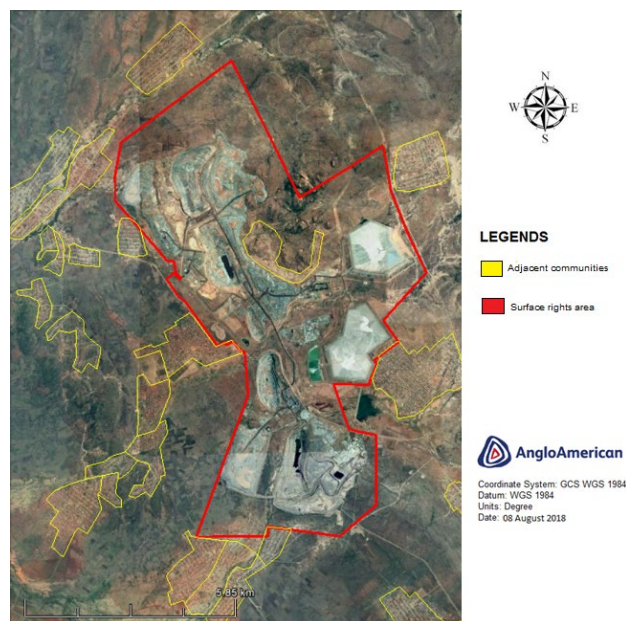 N
W
E
S
LEGENDS
Adjacent communities
Surface rights area
AngloAmerican
Coordinate System: GCS WGS 1984
Datum: WGS 1984
Units: Degree
Date: 08 August 2018
5.85 km